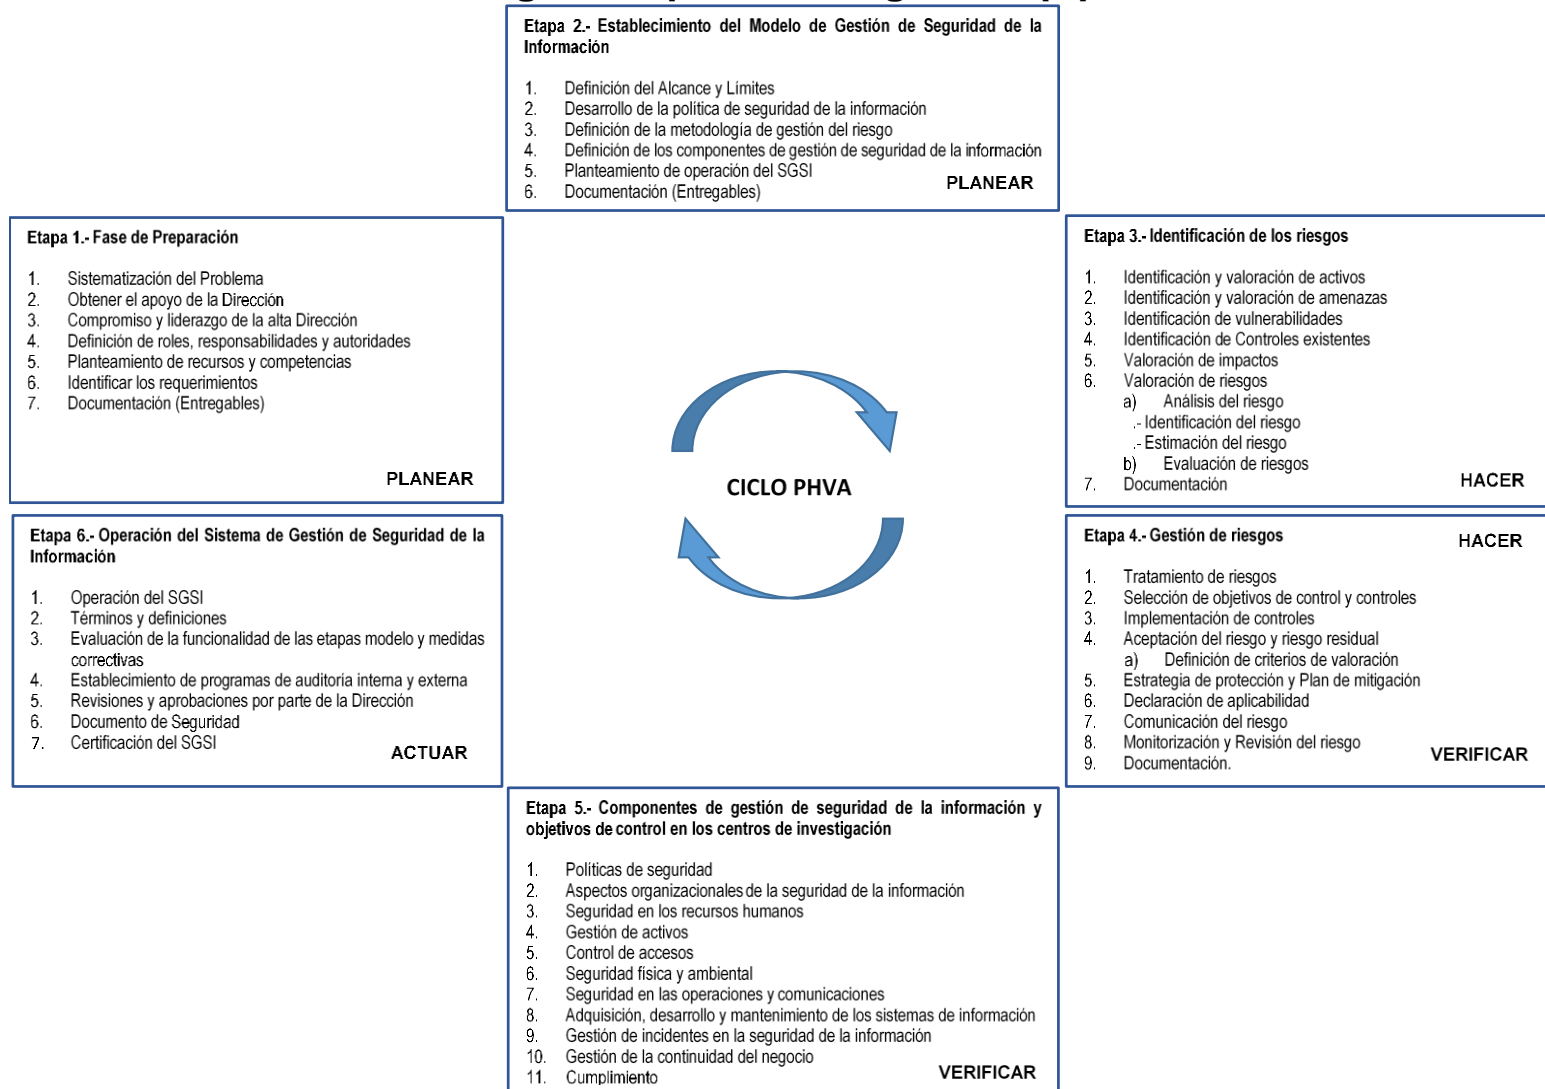 Etapa 2.- Establecimiento del Modelo de Gestión de Seguridad de la
Información
1. Definición del Alcance y Límites
2. Desarrollo de la política de seguridad de la información
3. Definición de la metodología de gestión del riesgo
4. Definición de los componentes de gestión de seguridad de la información
5. Planteamiento de operación del SGSI
6. Documentación (Entregables)
PLANEAR
Etapa 1.- Fase de Preparación
1. Sistematización del Problema
2. Obtener el apoyo de la Dirección
3. Compromiso y liderazgo de la alta Dirección
4. Definición de roles, responsabilidades y autoridades
5. Planteamiento de recursos y competencias
6. Identificar los requerimientos
7. Documentación (Entregables)
PLANEAR
Etapa 3.- Identificación de los riesgos
1. Identificación y valoración de activos
2. Identificación y valoración de amenazas
3. Identificación de vulnerabilidades
4. Identificación de Controles existentes
5. Valoración de impactos
6. Valoración de riesgos
a) Análisis del riesgo
.- Identificación del riesgo
.- Estimación del riesgo
b) Evaluación de riesgos
7. Documentación
HACER
CICLO PHVA
Etapa 6.- Operación del Sistema de Gestión de Seguridad de la
Información
1. Operación del SGSI
2. Términos y definiciones
3. Evaluación de la funcionalidad de las etapas modelo y medidas
correctivas
4. Establecimiento de programas de auditoría interna y externa
5. Revisiones y aprobaciones por parte de la Dirección
6. Documento de Seguridad
7. Certificación del SGSI
ACTUAR
Etapa 4.- Gestión de riesgos
HACER
1. Tratamiento de riesgos
2. Selección de objetivos de control y controles
3. Implementación de controles
4. Aceptación del riesgo y riesgo residual
a) Definición de criterios de valoración
5. Estrategia de protección y Plan de mitigación
6. Declaración de aplicabilidad
7. Comunicación del riesgo
8. Monitorización y Revisión del riesgo
9. Documentación.
VERIFICAR
Etapa 5.- Componentes de gestión de seguridad de la información y
objetivos de control en los centros de investigación
1. Políticas de seguridad
2. Aspectos organizacionales de la seguridad de la información
3. Seguridad en los recursos humanos
4. Gestión de activos
5. Control de accesos
6. Seguridad física y ambiental
7. Seguridad en las operaciones y comunicaciones
8. Adquisición, desarrollo y mantenimiento de los sistemas de información
9. Gestión de incidentes en la seguridad de la información
10. Gestión de la continuidad del negocio
11. Cumplimiento
VERIFICAR